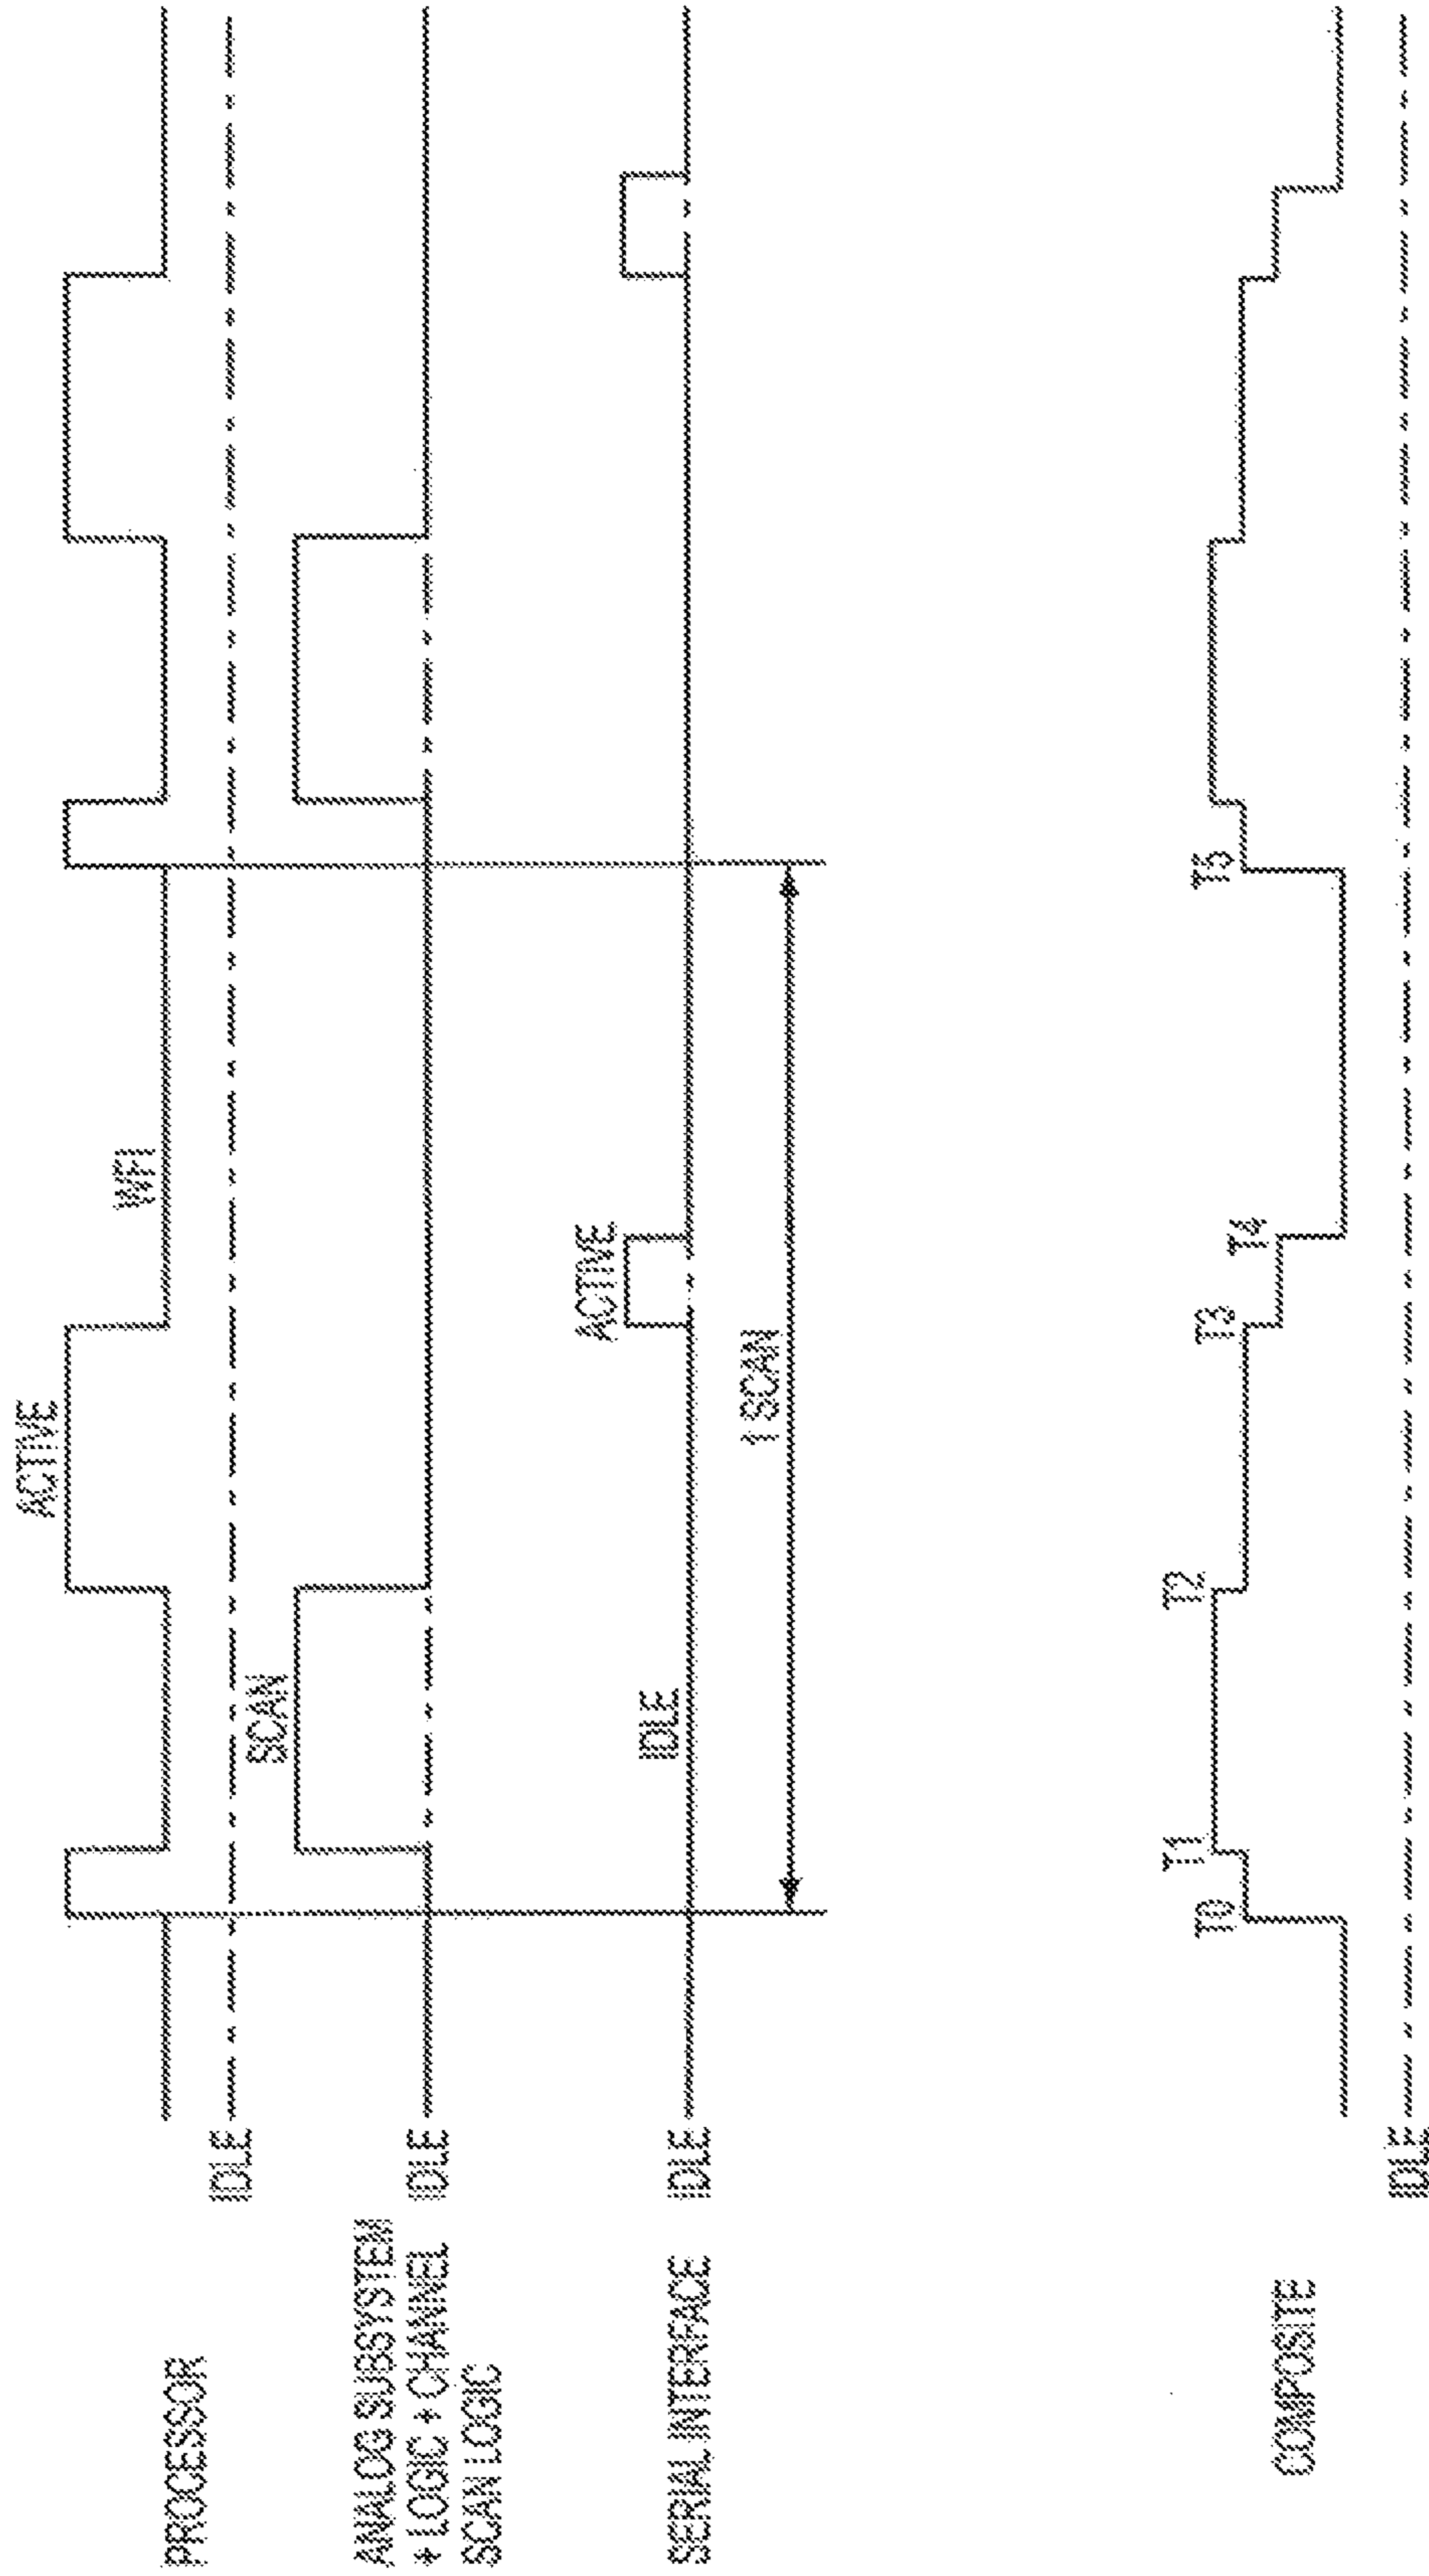 ACTIVE
WFI
PROCESSOR
IDLE
SCAN
ANALOG SUBSYSTEM
+ LOGIC + CHANNEL
SCAN LOGIC
IDLE
ACTIVE
IDLE
SERIAL INTERFACE
IDLE
1 SCAN
T0
T1
T2
T3
T4
T5
COMPOSITE
IDLE